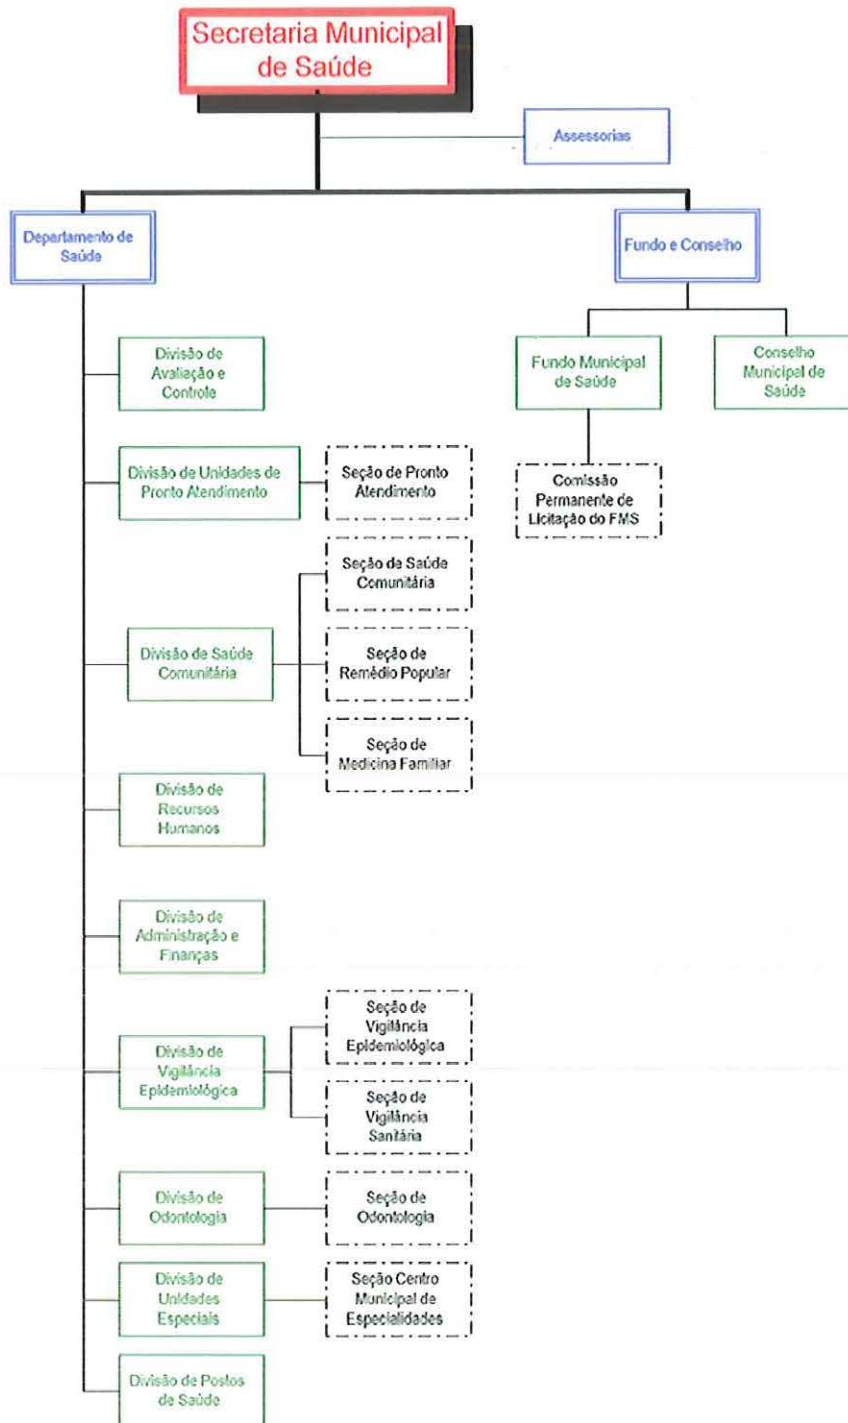 Secretaria Municipal
de Saúde
Assessorias
Departamento de
Saúde
Fundo e Conselho
Divisão de
Avaliação e
Controle
Fundo Municipal
de Saúde
Conselho
Municipal de
Saúde
Divisão de Unidades de
Pronto Atendimento
Seção de Pronto
Atendimento
Comissão
Permanente de
Licitação do FMS
Seção de Saúde
Comunitária
Divisão de Saúde
Comunitária
Seção de
Remédio Popular
Seção de
Medicina Familiar
Divisão de
Recursos
Humanos
Divisão de
Administração e
Finanças
Seção de
Vigilância
Epidemiológica
Divisão de
Vigilância
Epidemiológica
Seção de
Vigilância
Sanitária
Divisão de
Odontologia
Seção de
Odontologia
Divisão de
Unidades
Especiais
Seção Centro
Municipal de
Especialidades
Divisão de Postos
de Saúde